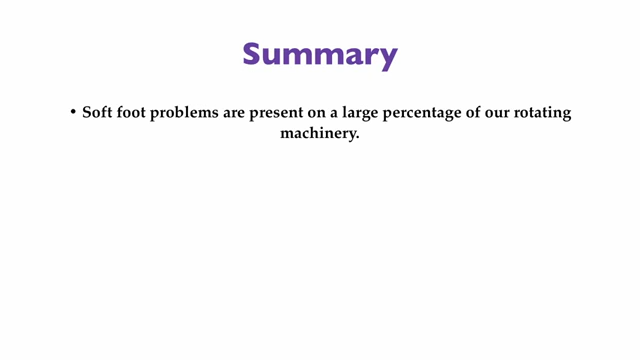 Summary
• Soft foot problems are present on a large percentage of our rotating
machinery.